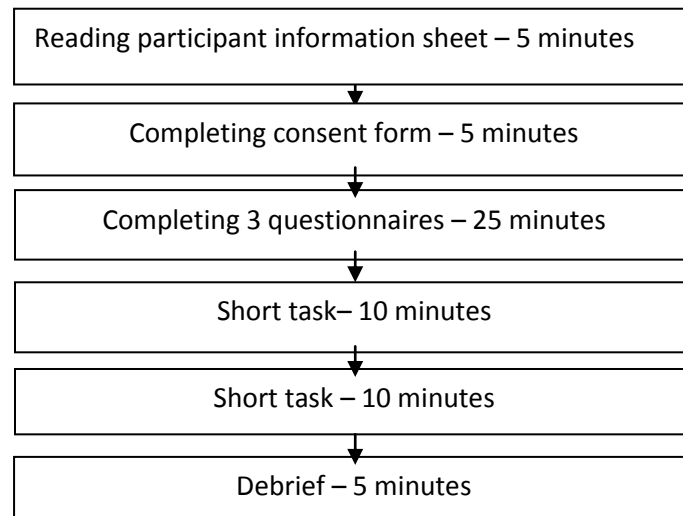 Reading participant information sheet – 5 minutes
Completing consent form – 5 minutes
Completing 3 questionnaires – 25 minutes
Short task– 10 minutes
Short task – 10 minutes
Debrief – 5 minutes